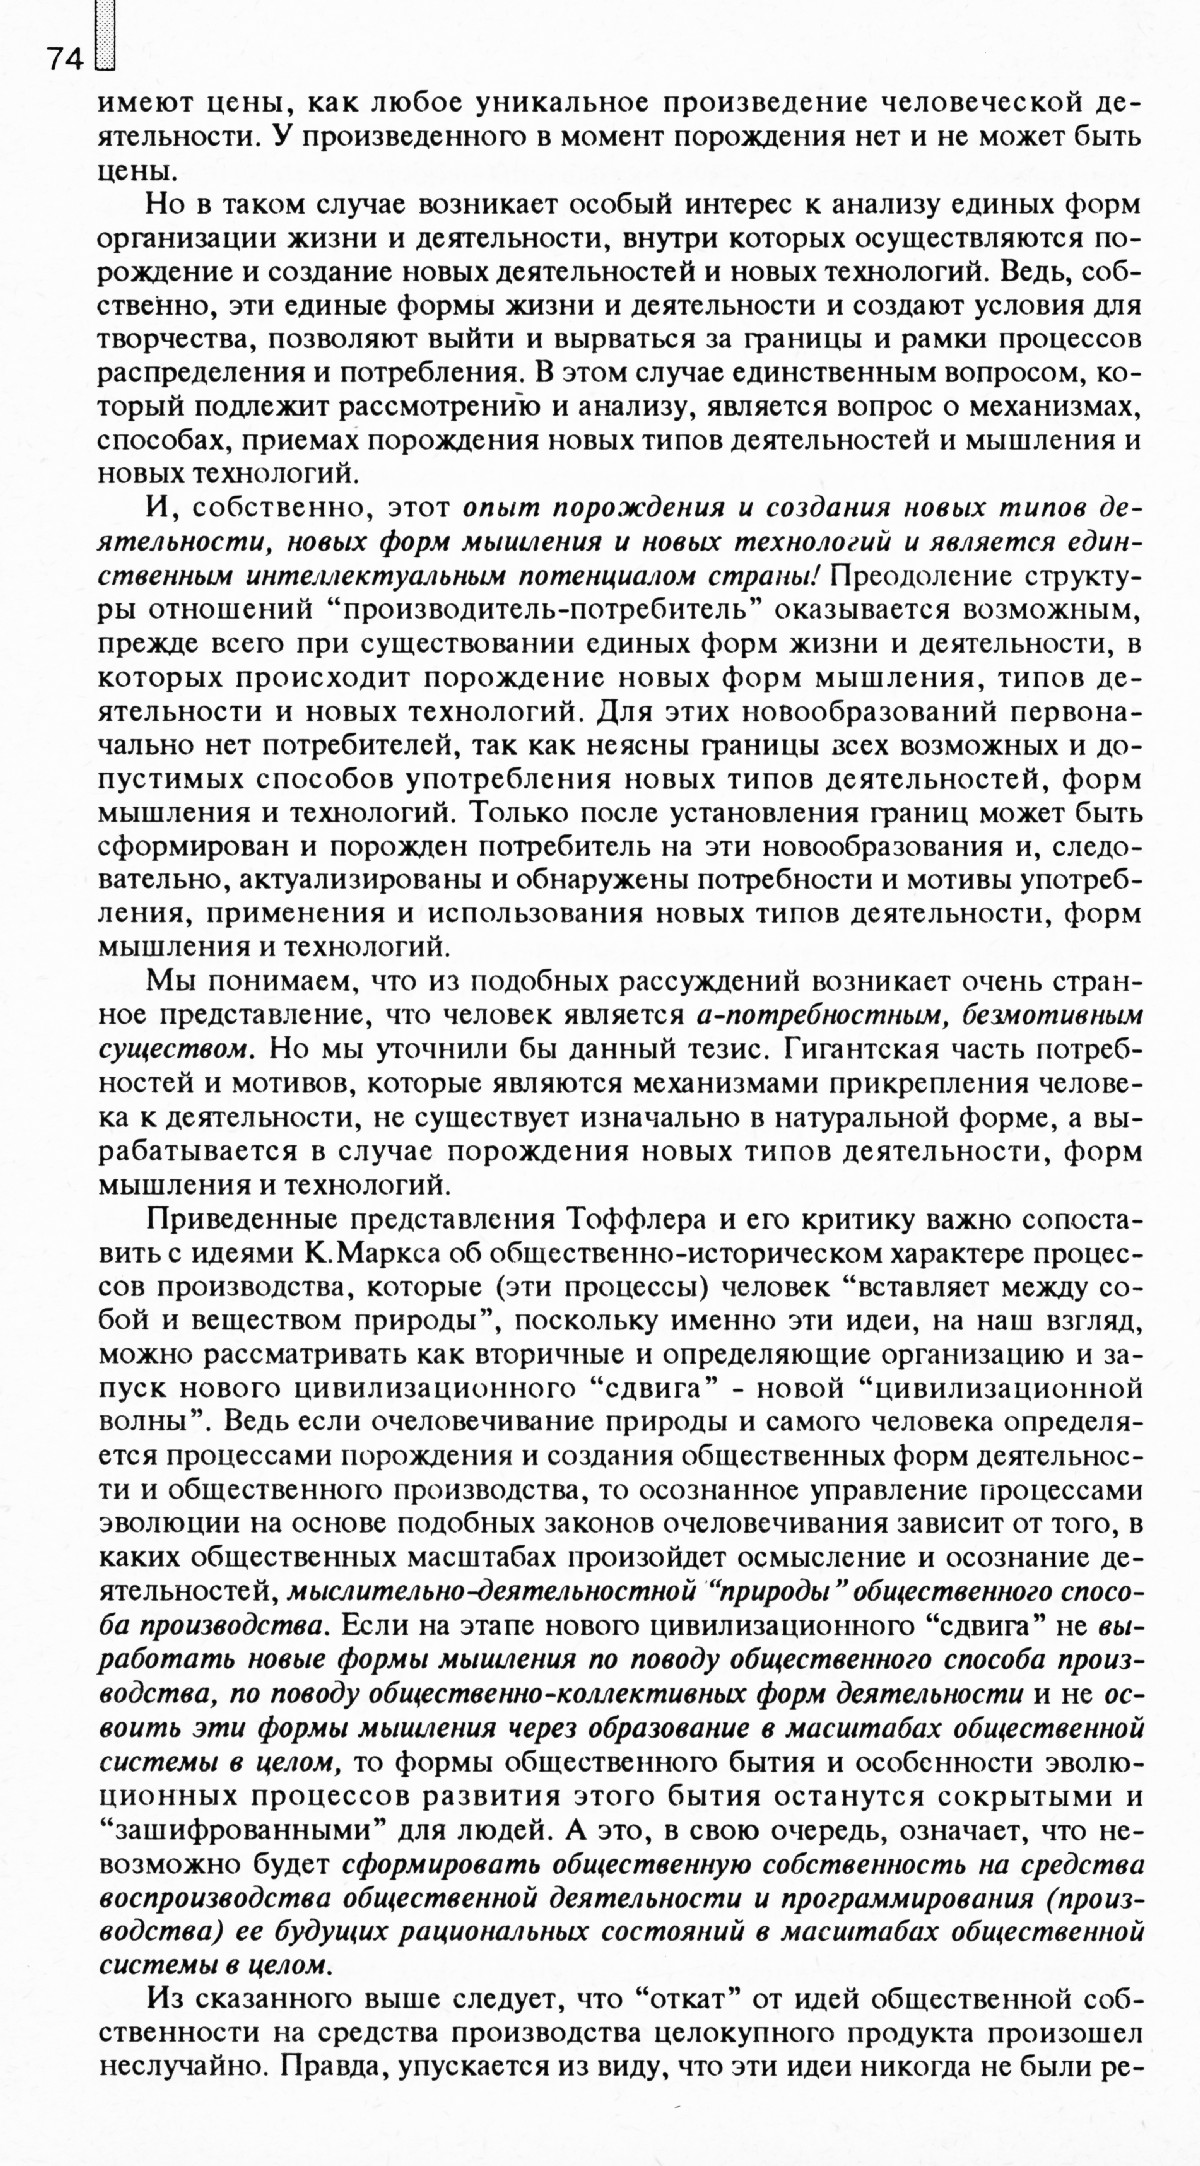 74
имеют цены, как любое уникальное произведение человеческой де-
ятельности. У произведенного в момент порождения нет и не может быть
цены.
Но в таком случае возникает особый интерес к анализу единых форм
организации жизни и деятельности, внутри которых осуществляются по-
рождение и создание новых деятельностей и новых технологий. Ведь, соб-
ственно, эти единые формы жизни и деятельности и создают условия для
творчества, позволяют выйти и вырваться за границы и рамки процессов
распределения и потребления. В этом случае единственным вопросом, ко-
торый подлежит рассмотрению и анализу, является вопрос о механизмах,
способах, приемах порождения новых типов деятельностей и мышления и
новых технологий.
И, собственно, этот опыт порождения и создания новых типов де-
ятельности, новых форм мышления и новых технологий и является един-
ственным интеллектуальным потенциалом страны! Преодоление структу-
ры отношений “производитель-потребитель” оказывается возможным,
прежде всего при существовании единых форм жизни и деятельности, в
которых происходит порождение новых форм мышления, типов де-
ятельности и новых технологий. Для этих новообразований первона-
чально нет потребителей, так как неясны границы всех возможных и до-
пустимых способов употребления новых типов деятельностей, форм
мышления и технологий. Только после установления границ может быть
сформирован и порожден потребитель на эти новообразования и, следо-
вательно, актуализированы и обнаружены потребности и мотивы употреб-
ления, применения и использования новых типов деятельности, форм
мышления и технологий.
Мы понимаем, что из подобных рассуждений возникает очень стран-
ное представление, что человек является а-потребностным, безмотивным
существом. Но мы уточнили бы данный тезис. Гигантская часть потреб-
ностей и мотивов, которые являются механизмами прикрепления челове-
ка к деятельности, не существует изначально в натуральной форме, а вы-
рабатывается в случае порождения новых типов деятельности, форм
мышления и технологий.
Приведенные представления Тоффлера и его критику важно сопоста-
вить с идеями К.Маркса об общественно-историческом характере процес-
сов производства, которые (эти процессы) человек “вставляет между со-
бой и веществом природы”, поскольку именно эти идеи, на наш взгляд,
можно рассматривать как вторичные и определяющие организацию и за-
пуск нового цивилизационного “сдвига” - новой “цивилизационной
волны”. Ведь если очеловечивание природы и самого человека определя-
ется процессами порождения и создания общественных форм деятельнос-
ти и общественного производства, то осознанное управление процессами
эволюции на основе подобных законов очеловечивания зависит от того, в
каких общественных масштабах произойдет осмысление и осознание де-
ятельностей, мыслительно-деятельностной “природы” общественного спосо-
ба производства. Если на этапе нового цивилизационного “сдвига” не вы-
работать новые формы мышления по поводу общественного способа произ-
водства, по поводу общественно-коллективных форм деятельности и не ос-
воить эти формы мышления через образование в масштабах общественной
системы в целом, то формы общественного бытия и особенности эволю-
ционных процессов развития этого бытия останутся сокрытыми и
“зашифрованными” для людей. А это, в свою очередь, означает, что не-
возможно будет сформировать общественную собственность на средства
воспроизводства общественной деятельности и программирования (произ-
водства) ее будущих рациональных состояний в масштабах общественной
системы в целом.
Из сказанного выше следует, что “откат” от идей общественной соб-
ственности на средства производства целокупного продукта произошел
неслучайно. Правда, упускается из виду, что эти идеи никогда не были ре-